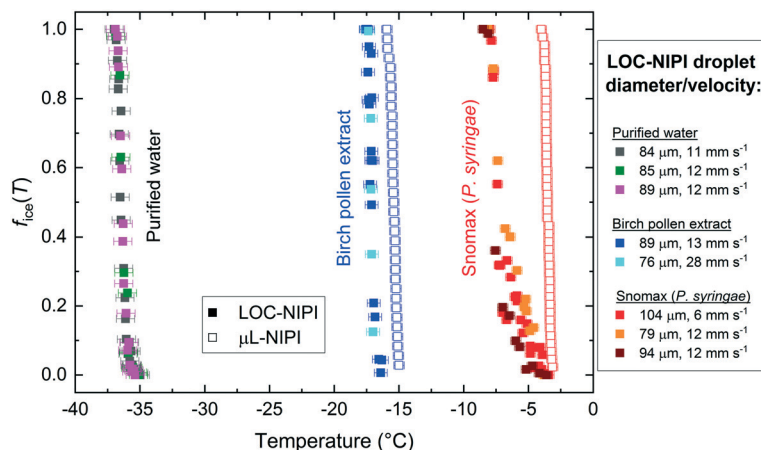 1.0
0.8
0.6
0.4
0.2
0.0
f_ice(T)
-40
-35
-30
-25
-20
-15
-10
-5
0
Temperature (°C)
Purified water
Birch pollen extract
Snomax (P. syringae)
LOC-NIPI
μL-NIPI
LOC-NIPI droplet
diameter/velocity:
Purified water
84 μm, 11 mm s⁻¹
85 μm, 12 mm s⁻¹
89 μm, 12 mm s⁻¹
Birch pollen extract
89 μm, 13 mm s⁻¹
76 μm, 28 mm s⁻¹
Snomax (P. syringae)
104 μm, 6 mm s⁻¹
79 μm, 12 mm s⁻¹
94 μm, 12 mm s⁻¹